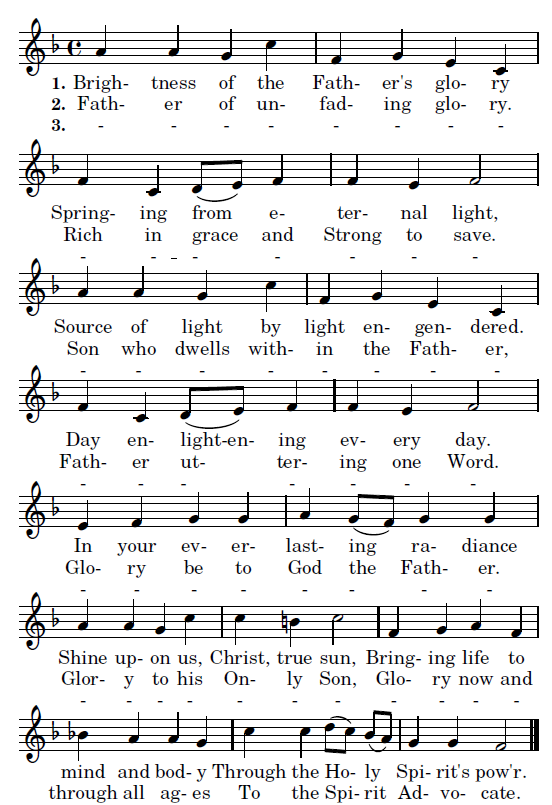 1. Brigh- tness of the Fath- er's glo- ry
2. Fath- er of un- fad- ing glo- ry.
3. - - - - - - - -
Spring- ing from e- ter- nal light,
Rich in grace and Strong to save.
- - - - - - - -
Source of light by light en- gen- dered.
Son who dwells with- in the Fath- er,
- - - - - - - -
Day en- light-en- ing ev- ery day.
Fath- er ut- ter- ing one Word.
- - - - - - - -
In your ev- er- last- ing ra- diance
Glo- ry be to God the Fath- er.
- - - - - - - -
Shine up- on us, Christ, true sun, Bring- ing life to
Glor- y to his On- ly Son, Glo- ry now and
- - - - - - - - - - -
mind and bod- y Through the Ho- ly Spi- rit's pow'r.
through all ag- es To the Spi- rit Ad- vo- cate.